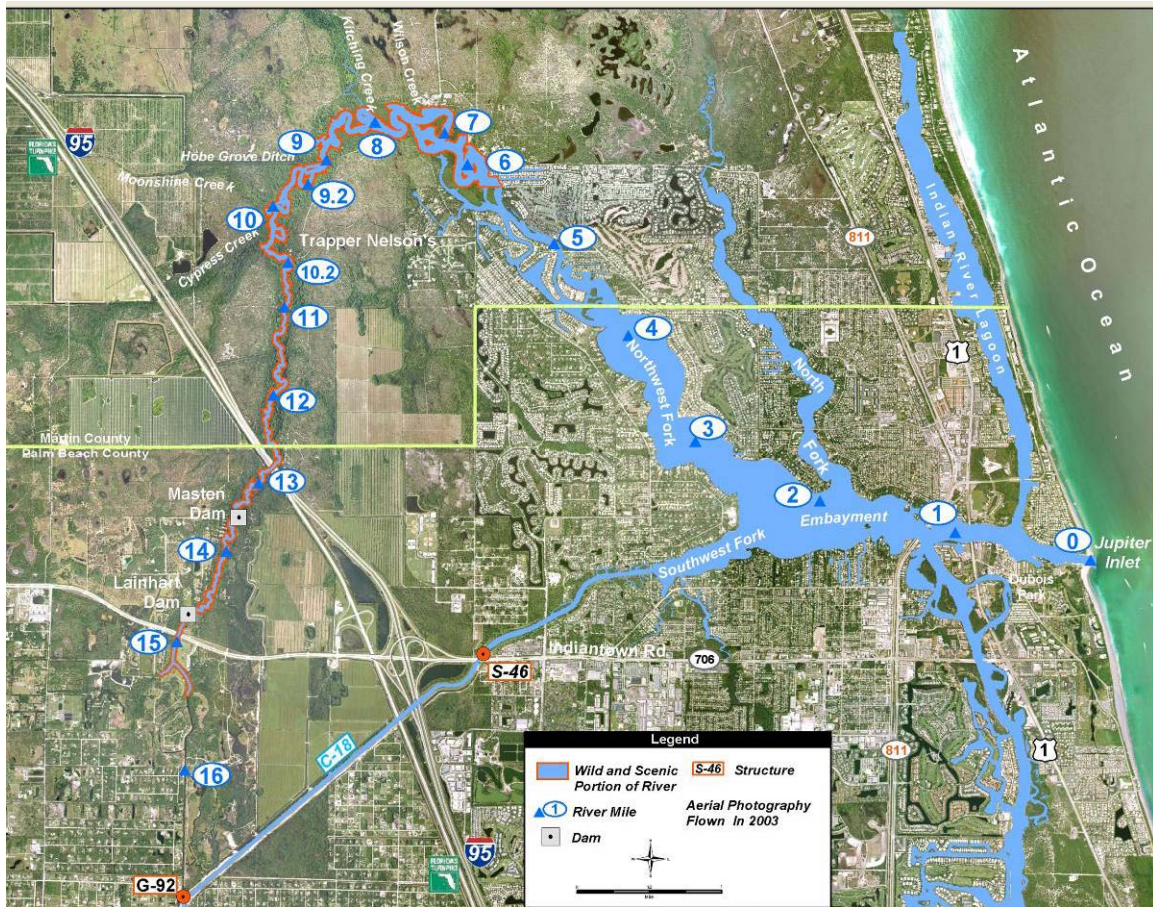 Kitching Creek
Wilson Creek
Atlantic Ocean
95
FLORIDA'S
TURNPIKE
9
8
7
6
Hobe Grove Ditch
Moonshine Creek
9.2
10
Cypress Creek
Trapper Nelson's
10.2
5
811
Indian River Lagoon
11
4
Northwest Fork
North Fork
1
12
3
Martin County
Palm Beach County
13
Masten
Dam
2
Embayment
1
0
Jupiter
Inlet
14
Southwest Fork
Dubois
Park
Lainhart
Dam
15
Indiantown Rd.
706
S-46
C-18
16
811
1
Legend
Wild and Scenic
Portion of River
S-46 Structure
1 River Mile
Aerial Photography
Flown In 2003
Dam
95
FLORIDA'S
TURNPIKE
G-92